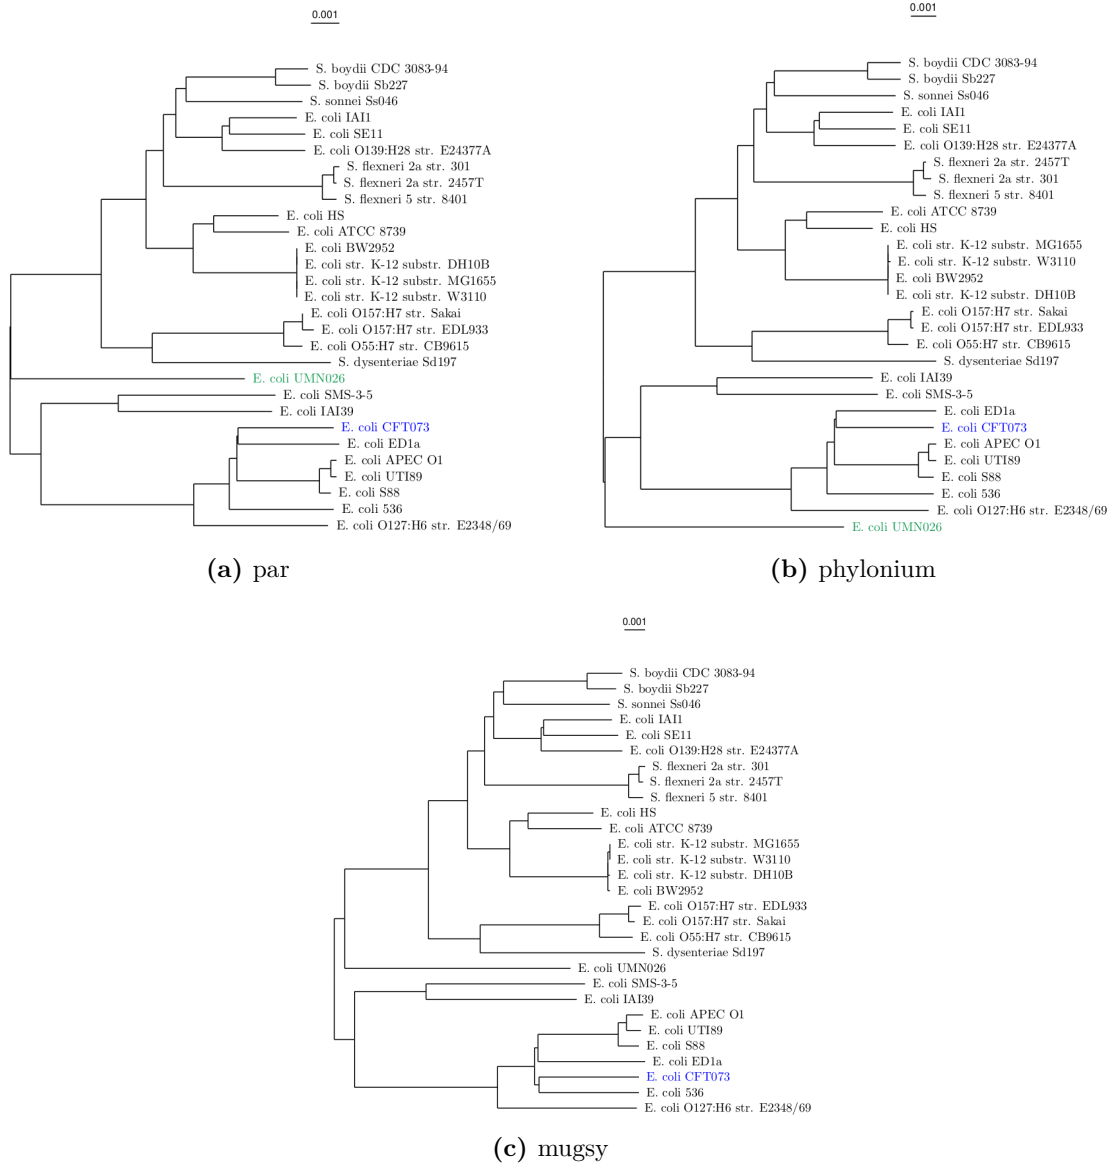 0.001
S. boydii CDC 3083-94
S. boydii Sb227
S. sonnei Ss046
E. coli IAI1
E. coli SE11
E. coli O139:H28 str. E24377A
S. flexneri 2a str. 301
S. flexneri 2a str. 2457T
S. flexneri 5 str. 8401
E. coli HS
E. coli ATCC 8739
E. coli BW2952
E. coli str. K-12 substr. DH10B
E. coli str. K-12 substr. MG1655
E. coli str. K-12 substr. W3110
E. coli O157:H7 str. Sakai
E. coli O157:H7 str. EDL933
E. coli O55:H7 str. CB9615
S. dysenteriae Sd197
E. coli UMN026
E. coli SMS-3-5
E. coli IAI39
E. coli CFT073
E. coli ED1a
E. coli APEC O1
E. coli UTI89
E. coli S88
E. coli 536
E. coli O127:H6 str. E2348/69
(a) par
0.001
S. boydii CDC 3083-94
S. boydii Sb227
S. sonnei Ss046
E. coli IAI1
E. coli SE11
E. coli O139:H28 str. E24377A
S. flexneri 2a str. 2457T
S. flexneri 2a str. 301
S. flexneri 5 str. 8401
E. coli ATCC 8739
E. coli HS
E. coli str. K-12 substr. MG1655
E. coli str. K-12 substr. W3110
E. coli BW2952
E. coli str. K-12 substr. DH10B
E. coli O157:H7 str. Sakai
E. coli O157:H7 str. EDL933
E. coli O55:H7 str. CB9615
S. dysenteriae Sd197
E. coli IAI39
E. coli SMS-3-5
E. coli ED1a
E. coli CFT073
E. coli APEC O1
E. coli UTI89
E. coli S88
E. coli 536
E. coli O127:H6 str. E2348/69
E. coli UMN026
(b) phylonium
0.001
S. boydii CDC 3083-94
S. boydii Sb227
S. sonnei Ss046
E. coli IAI1
E. coli SE11
E. coli O139:H28 str. E24377A
S. flexneri 2a str. 301
S. flexneri 2a str. 2457T
S. flexneri 5 str. 8401
E. coli HS
E. coli ATCC 8739
E. coli str. K-12 substr. MG1655
E. coli str. K-12 substr. W3110
E. coli str. K-12 substr. DH10B
E. coli BW2952
E. coli O157:H7 str. EDL933
E. coli O157:H7 str. Sakai
E. coli O55:H7 str. CB9615
S. dysenteriae Sd197
E. coli UMN026
E. coli SMS-3-5
E. coli IAI39
E. coli APEC O1
E. coli UTI89
E. coli S88
E. coli ED1a
E. coli CFT073
E. coli 536
E. coli O127:H6 str. E2348/69
(c) mugsy